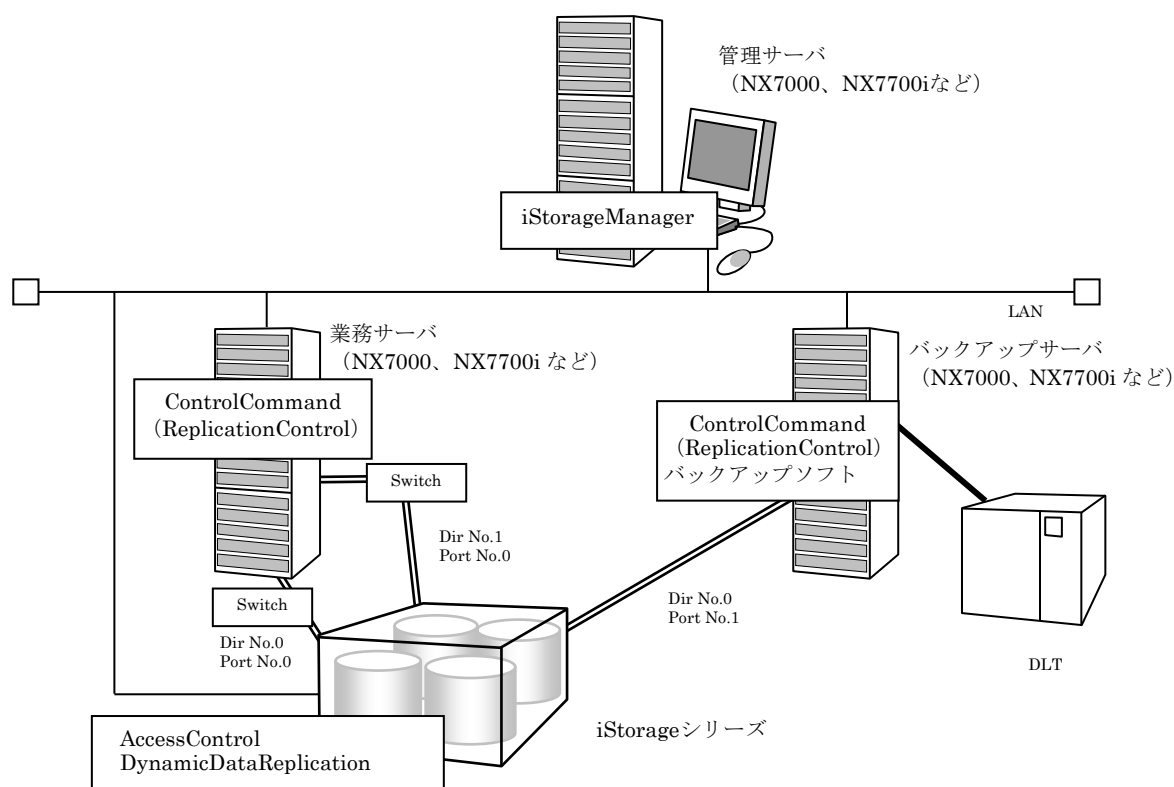 管理サーバ
（NX7000、NX7700iなど）
iStorageManager
LAN
業務サーバ
（NX7000、NX7700i など）
バックアップサーバ
（NX7000、NX7700i など）
ControlCommand
（ReplicationControl）
ControlCommand
（ReplicationControl）
バックアップソフト
Switch
Dir No.1
Port No.0
Switch
Dir No.0
Port No.0
Dir No.0
Port No.1
DLT
iStorageシリーズ
AccessControl
DynamicDataReplication